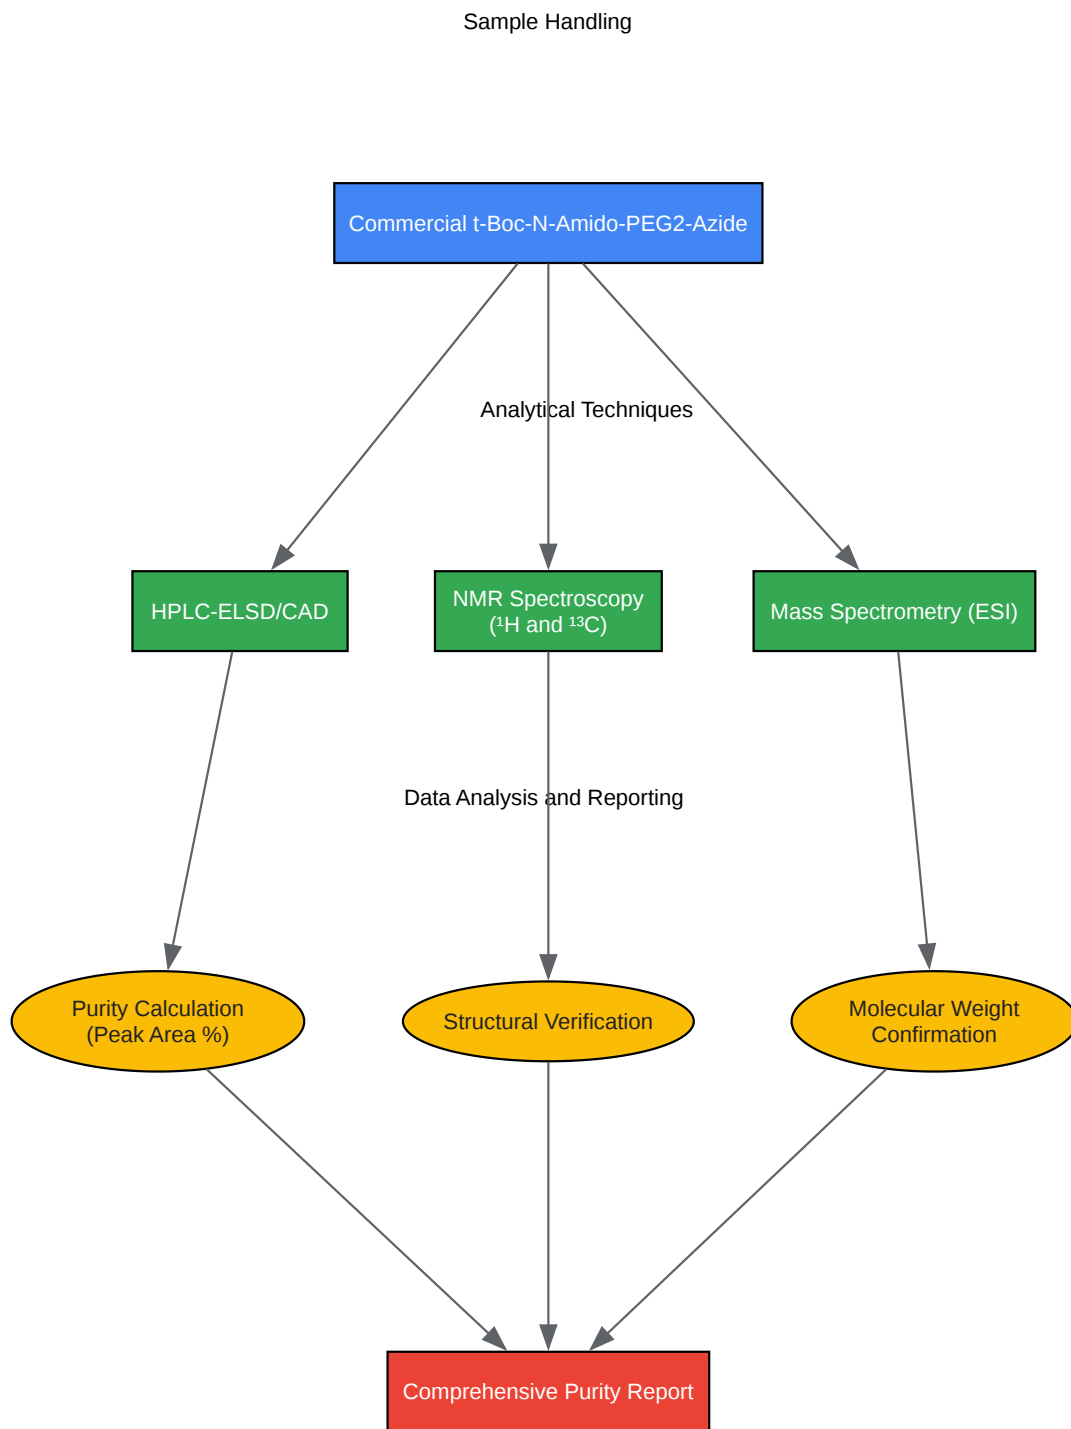 Sample Handling
Commercial t-Boc-N-Amido-PEG2-Azide
Analytical Techniques
HPLC-ELSD/CAD
NMR Spectroscopy
(¹H and ¹³C)
Mass Spectrometry (ESI)
Data Analysis and Reporting
Purity Calculation
(Peak Area %)
Structural Verification
Molecular Weight
Confirmation
Comprehensive Purity Report